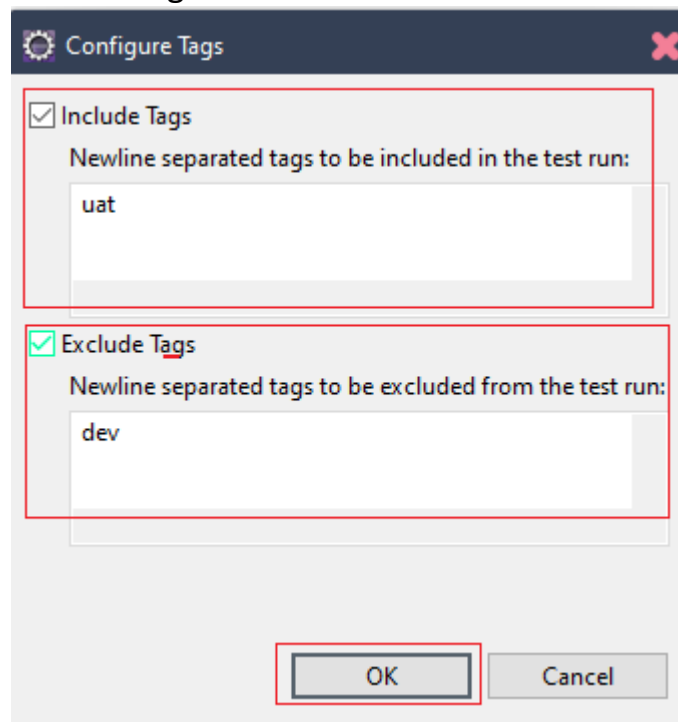 Configure Tags
Include Tags
Newline separated tags to be included in the test run:
uat
Exclude Tags
Newline separated tags to be excluded from the test run:
dev
OK
Cancel